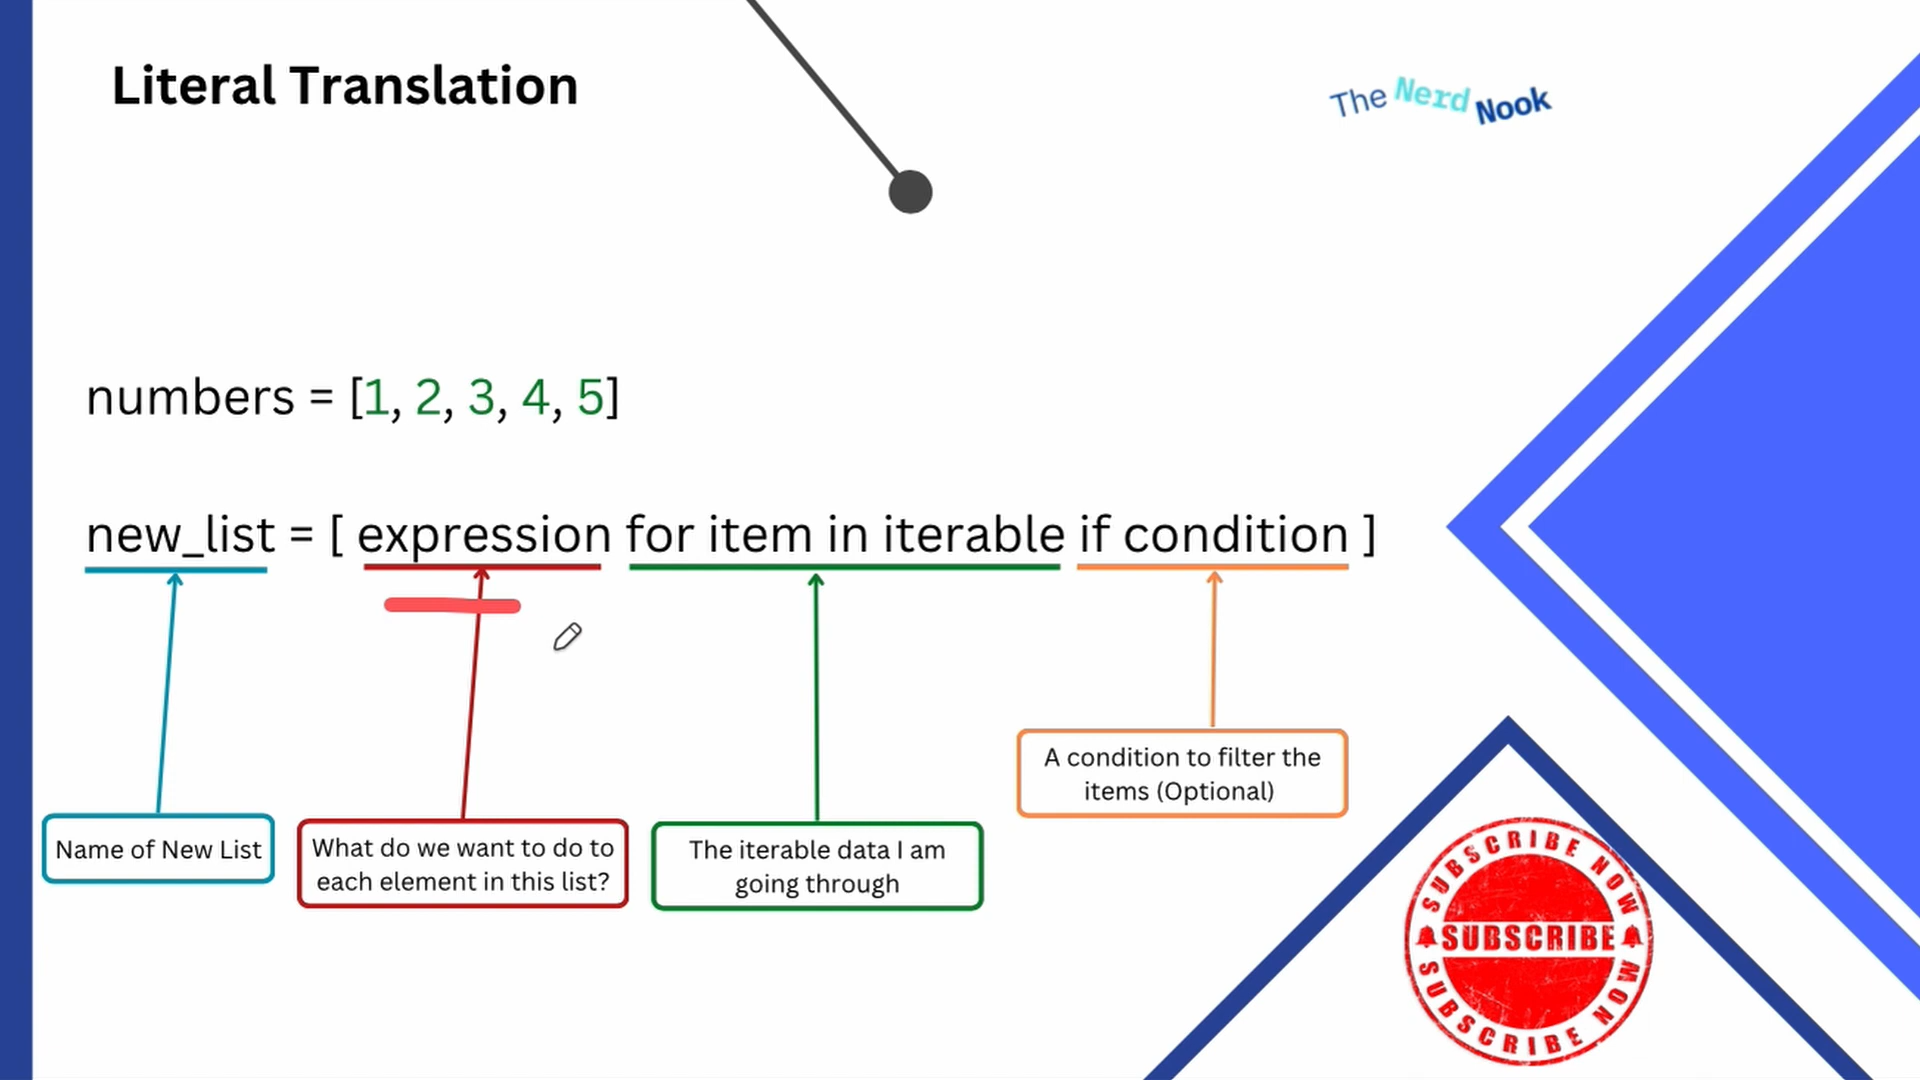 Literal Translation
The Nerd Nook
numbers = [1, 2, 3, 4, 5]
new_list = [ expression for item in iterable if condition ]
A condition to filter the
items (Optional)
Name of New List
What do we want to do to
each element in this list?
The iterable data I am
going through
SUBSCRIBE NOW
SUBSCRIBE
SUBSCRIBE NOW